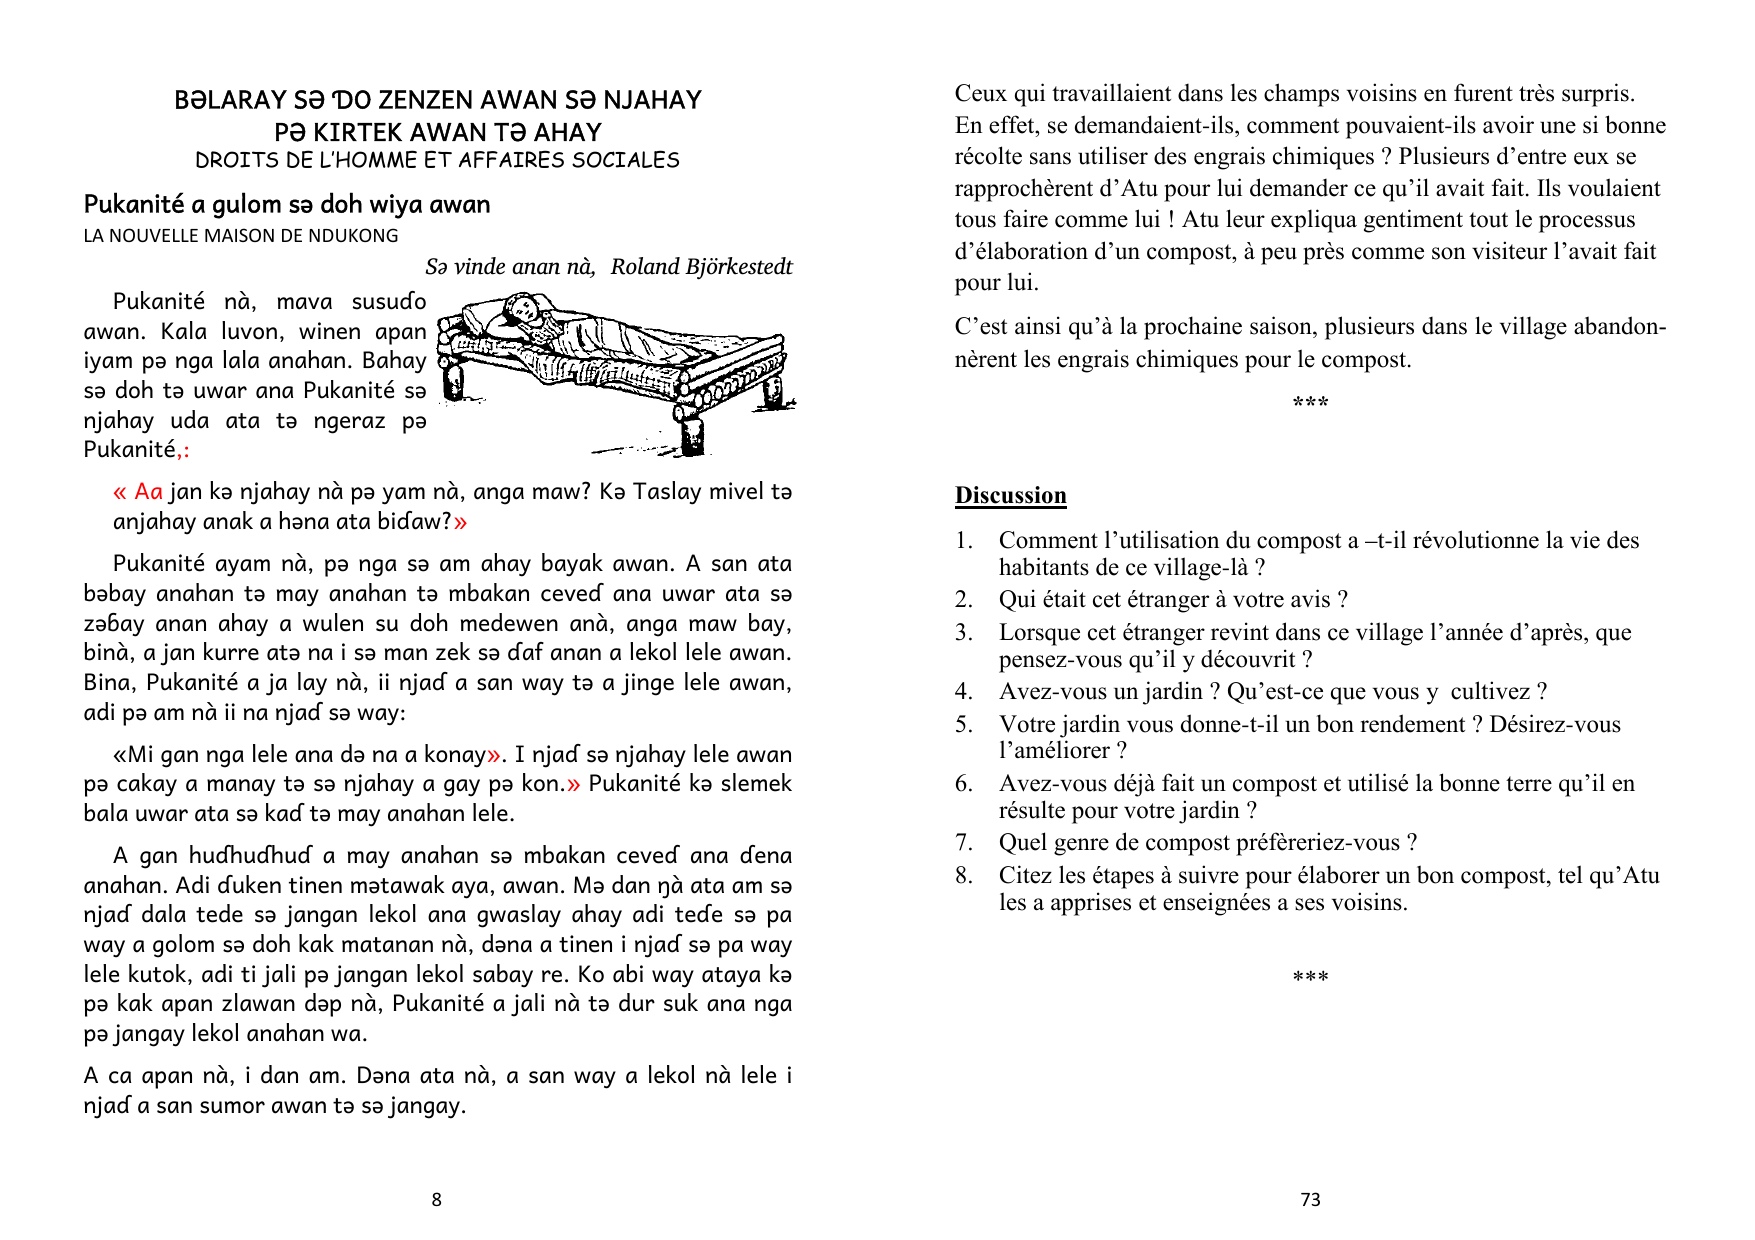 BƏLARAY SƏ ƊO ZENZEN AWAN SƏ NJAHAY
PƏ KIRTEK AWAN TƏ AHAY
DROITS DE L'HOMME ET AFFAIRES SOCIALES
Pukanité a gulom sə doh wiya awan
LA NOUVELLE MAISON DE NDUKONG
Sə vinde anan nà, Roland Björkestedt
Pukanité nà, mava susuɗo
awan. Kala luvon, winen apan
iyam pə nga lala anahan. Bahay
sə doh tə uwar ana Pukanité sə
njahay uda ata tə ngeraz pə
Pukanité,:
« Aa jan kə njahay nà pə yam nà, anga maw? Kə Taslay mivel tə
anjahay anak a həna ata biɗaw?»
Pukanité ayam nà, pə nga sə am ahay bayak awan. A san ata
bəbay anahan tə may anahan tə mbakan ceveɗ ana uwar ata sə
zəɓay anan ahay a wulen su doh medewen anà, anga maw bay,
binà, a jan kurre atə na i sə man zek sə ɗaf anan a lekol lele awan.
Bina, Pukanité a ja lay nà, ii njaɗ a san way tə a jinge lele awan,
adi pə am nà ii na njaɗ sə way:
«Mi gan nga lele ana də na a konay». I njaɗ sə njahay lele awan
pə cakay a manay tə sə njahay a gay pə kon.» Pukanité kə slemek
bala uwar ata sə kaɗ tə may anahan lele.
A gan huɗhuɗhuɗ a may anahan sə mbakan ceveɗ ana ɗena
anahan. Adi ɗuken tinen mətawak aya, awan. Mə dan ŋà ata am sə
njaɗ dala tede sə jangan lekol ana gwaslay ahay adi teɗe sə pa
way a golom sə doh kak matanan nà, dəna a tinen i njaɗ sə pa way
lele kutok, adi ti jali pə jangan lekol sabay re. Ko abi way ataya kə
pə kak apan zlawan dəp nà, Pukanité a jali nà tə dur suk ana nga
pə jangay lekol anahan wa.
A ca apan nà, i dan am. Dəna ata nà, a san way a lekol nà lele i
njaɗ a san sumor awan tə sə jangay.
8
Ceux qui travaillaient dans les champs voisins en furent très surpris.
En effet, se demandaient-ils, comment pouvaient-ils avoir une si bonne
récolte sans utiliser des engrais chimiques ? Plusieurs d'entre eux se
rapprochèrent d'Atu pour lui demander ce qu'il avait fait. Ils voulaient
tous faire comme lui ! Atu leur expliqua gentiment tout le processus
d'élaboration d'un compost, à peu près comme son visiteur l'avait fait
pour lui.
C'est ainsi qu'à la prochaine saison, plusieurs dans le village abandon-
nèrent les engrais chimiques pour le compost.
***
Discussion
1. Comment l'utilisation du compost a –t-il révolutionne la vie des
habitants de ce village-là ?
2. Qui était cet étranger à votre avis ?
3. Lorsque cet étranger revint dans ce village l'année d'après, que
pensez-vous qu'il y découvrit ?
4. Avez-vous un jardin ? Qu'est-ce que vous y cultivez ?
5. Votre jardin vous donne-t-il un bon rendement ? Désirez-vous
l'améliorer ?
6. Avez-vous déjà fait un compost et utilisé la bonne terre qu'il en
résulte pour votre jardin ?
7. Quel genre de compost préfèreriez-vous ?
8. Citez les étapes à suivre pour élaborer un bon compost, tel qu'Atu
les a apprises et enseignées a ses voisins.
***
73